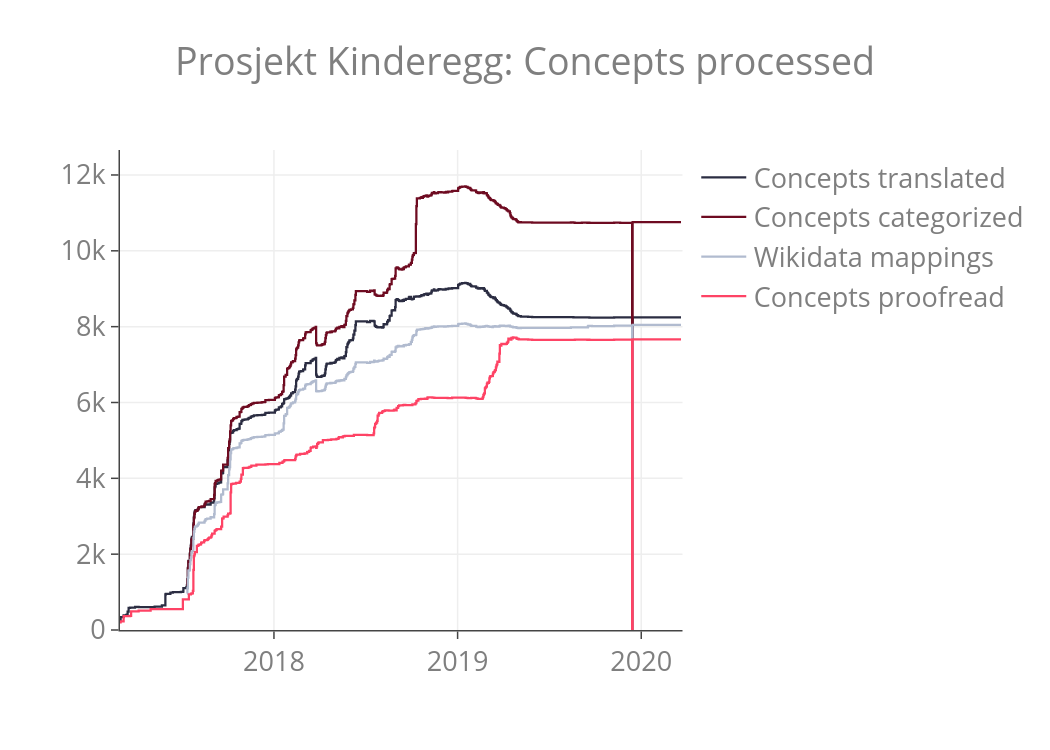 Prosjekt Kinderegg: Concepts processed
12k
10k
8k
6k
4k
2k
0
2018
2019
2020
Concepts translated
Concepts categorized
Wikidata mappings
Concepts proofread